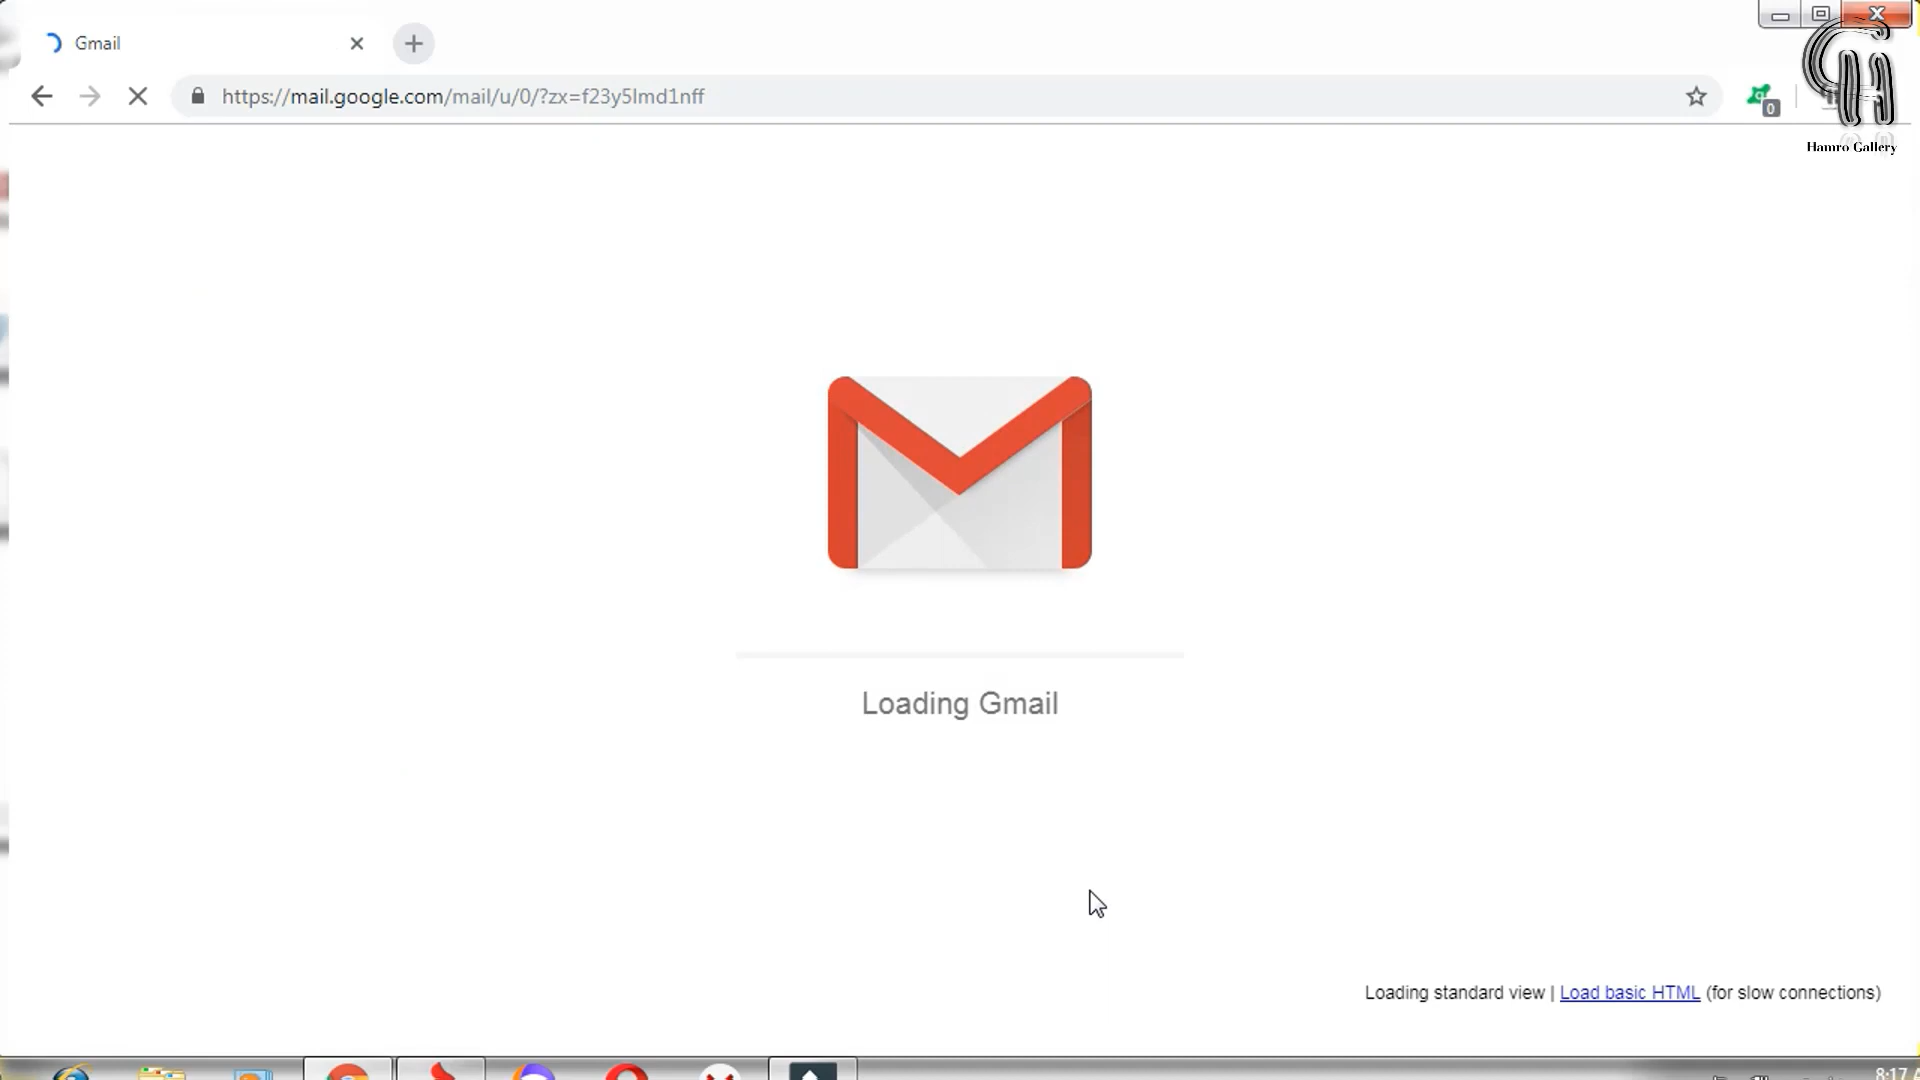 Gmail
https://mail.google.com/mail/u/0/?zx=f23y5lmd1nff
0
Hamro Gallery
Loading Gmail
Loading standard view | Load basic HTML (for slow connections)